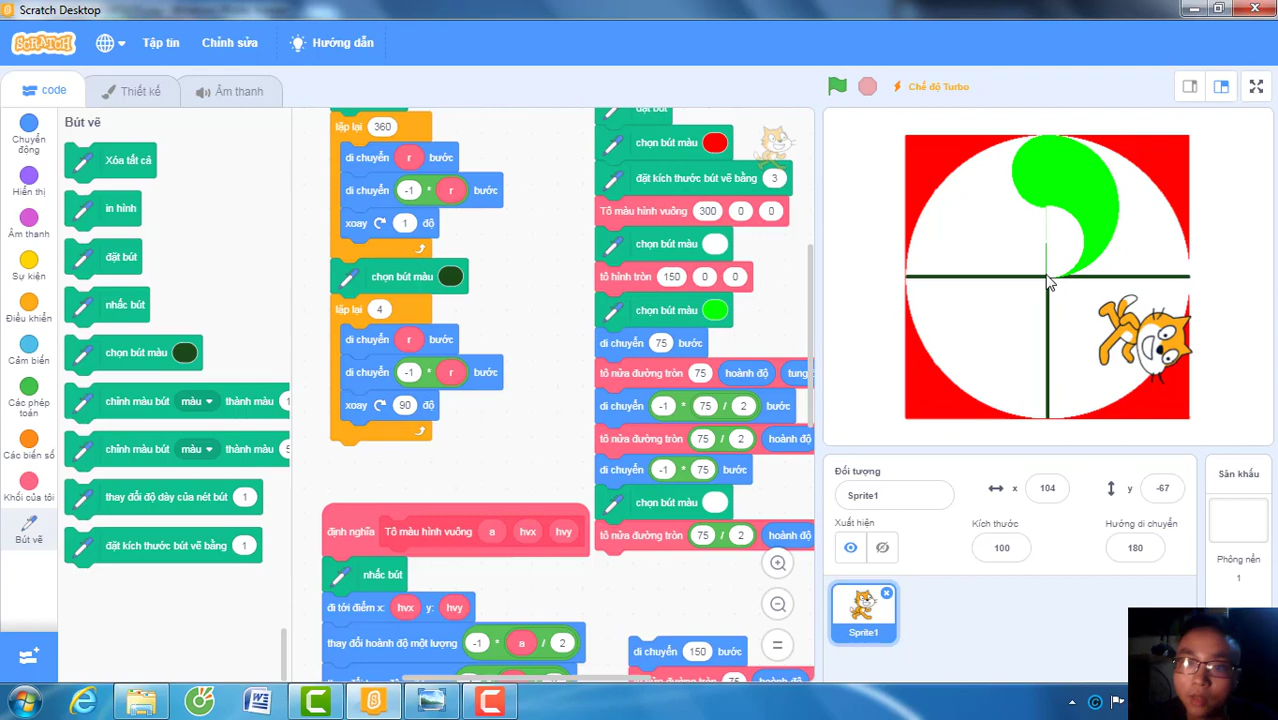 Scratch Desktop
SCRATCH
Tập tin
Chỉnh sửa
Hướng dẫn
code
Thiết kế
Âm thanh
Chế độ Turbo
Chuyển động
Hiển thị
Âm thanh
Sự kiện
Điều khiển
Cảm biến
Các phép toán
Các biến số
Khối của tôi
Bút vẽ
Bút vẽ
Xóa tất cả
in hình
đặt bút
nhấc bút
chọn bút màu
chỉnh màu bút màu thành màu
chỉnh màu bút màu thay đổi
thay đổi độ dày của nét bút 1
đặt kích thước bút vẽ bằng 1
lặp lại 360
di chuyển r bước
di chuyển -1 * r bước
xoay 1 độ
chọn bút màu
lặp lại 4
di chuyển r bước
di chuyển -1 * r bước
xoay 90 độ
định nghĩa Tô màu hình vuông a hvx hvy
nhấc bút
đi tới điểm x: hvx y: hvy
thay đổi hoành độ một lượng -1 * a / 2
đặt bút
chọn bút màu
đặt kích thước bút vẽ bằng 3
Tô màu hình vuông 300 0 0
chọn bút màu
tô hình tròn 150 0 0
chọn bút màu
di chuyển 75 bước
tô nửa đường tròn 75 hoành độ tung
di chuyển -1 * 75 / 2 bước
tô nửa đường tròn 75 / 2 hoành
di chuyển -1 * 75 bước
chọn bút màu
tô nửa đường tròn 75 / 2 hoành
di chuyển 150 bước
Đối tượng
Sprite1
x 104
y -67
Xuất hiện
Kích thước
100
Hướng di chuyển
180
Sprite1
Sân khấu
Phông nền
1